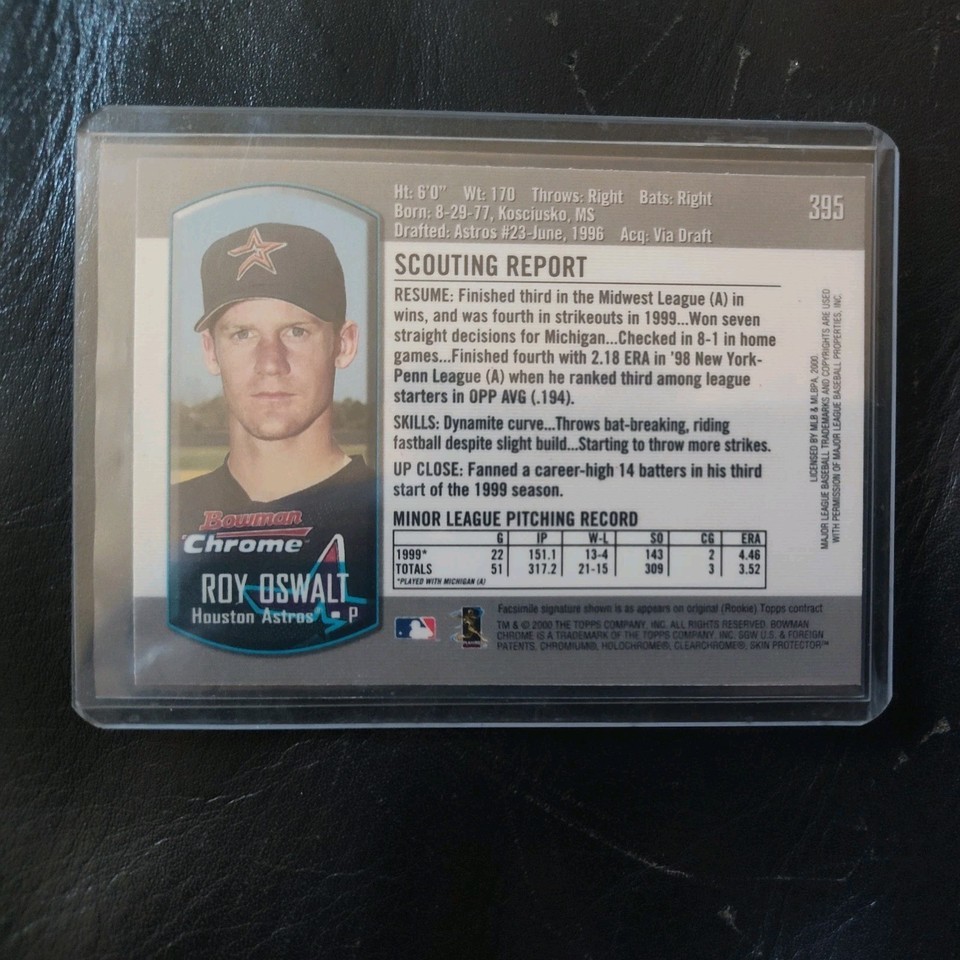 Ht: 6'0" Wt: 170 Throws: Right Bats: Right
Born: 8-29-77, Kosciusko, MS
Drafted: Astros #23-June, 1996 Acq: Via Draft
395
SCOUTING REPORT
RESUME: Finished third in the Midwest League (A) in
wins, and was fourth in strikeouts in 1999...Won seven
straight decisions for Michigan...Checked in 8-1 in home
games...Finished fourth with 2.18 ERA in '98 New York-
Penn League (A) when he ranked third among league
starters in OPP AVG (.194).
SKILLS: Dynamite curve...Throws bat-breaking, riding
fastball despite slight build...Starting to throw more strikes.
UP CLOSE: Fanned a career-high 14 batters in his third
start of the 1999 season.
MINOR LEAGUE PITCHING RECORD
G IP W-L SO CG ERA
1999* 22 151.1 13-4 143 2 4.46
TOTALS 51 317.2 21-15 309 3 3.52
*PLAYED WITH MICHIGAN (A)
Bowman
Chrome™
ROY OSWALT
Houston Astros P
Facsimile signature shown is as appears on original (Rookie) Topps contract
TM & © 2000 THE TOPPS COMPANY, INC. ALL RIGHTS RESERVED. BOWMAN
CHROME IS A TRADEMARK OF THE TOPPS COMPANY, INC. SGW U.S. & FOREIGN
PATENTS, CHROMIUM®, HOLOCHROME®, CLEARCHROME®, SKIN PROTECTOR™
LICENSED BY MLB & MLBPA, 2000.
MAJOR LEAGUE BASEBALL TRADEMARKS AND COPYRIGHTS ARE USED
WITH PERMISSION OF MAJOR LEAGUE BASEBALL PROPERTIES, INC.